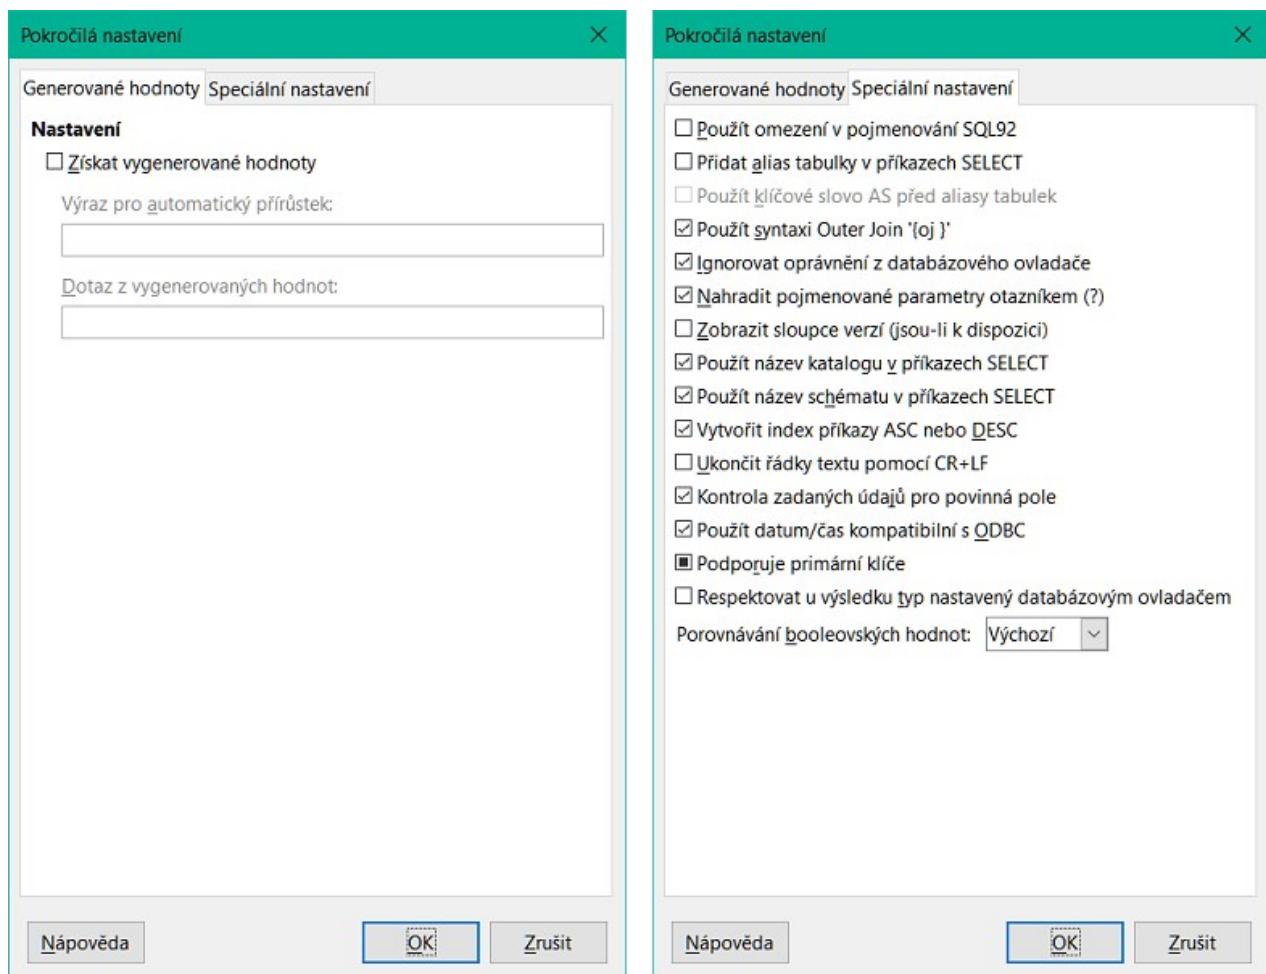 Pokročilá nastavení
Generované hodnoty Speciální nastavení
Nastavení
Získat vygenerované hodnoty
Výraz pro automatický přírůstek:
Dotaz z vygenerovaných hodnot:
Nápověda OK Zrušit
Pokročilá nastavení
Generované hodnoty Speciální nastavení
Použít omezení v pojmenování SQL92
Přidat alias tabulky v příkazech SELECT
Použít klíčové slovo AS před aliasy tabulek
Použít syntaxi Outer Join '{oj }'
Ignorovat oprávnění z databázového ovladače
Nahradit pojmenované parametry otazníkem (?)
Zobrazit sloupce verzí (jsou-li k dispozici)
Použít název katalogu v příkazech SELECT
Použít název schématu v příkazech SELECT
Vytvořit index příkazy ASC nebo DESC
Ukončit řádky textu pomocí CR+LF
Kontrola zadaných údajů pro povinná pole
Použít datum/čas kompatibilní s ODBC
Podporuje primární klíče
Respektovat u výsledku typ nastavený databázovým ovladačem
Porovnávání booleovských hodnot: Výchozí
Nápověda OK Zrušit